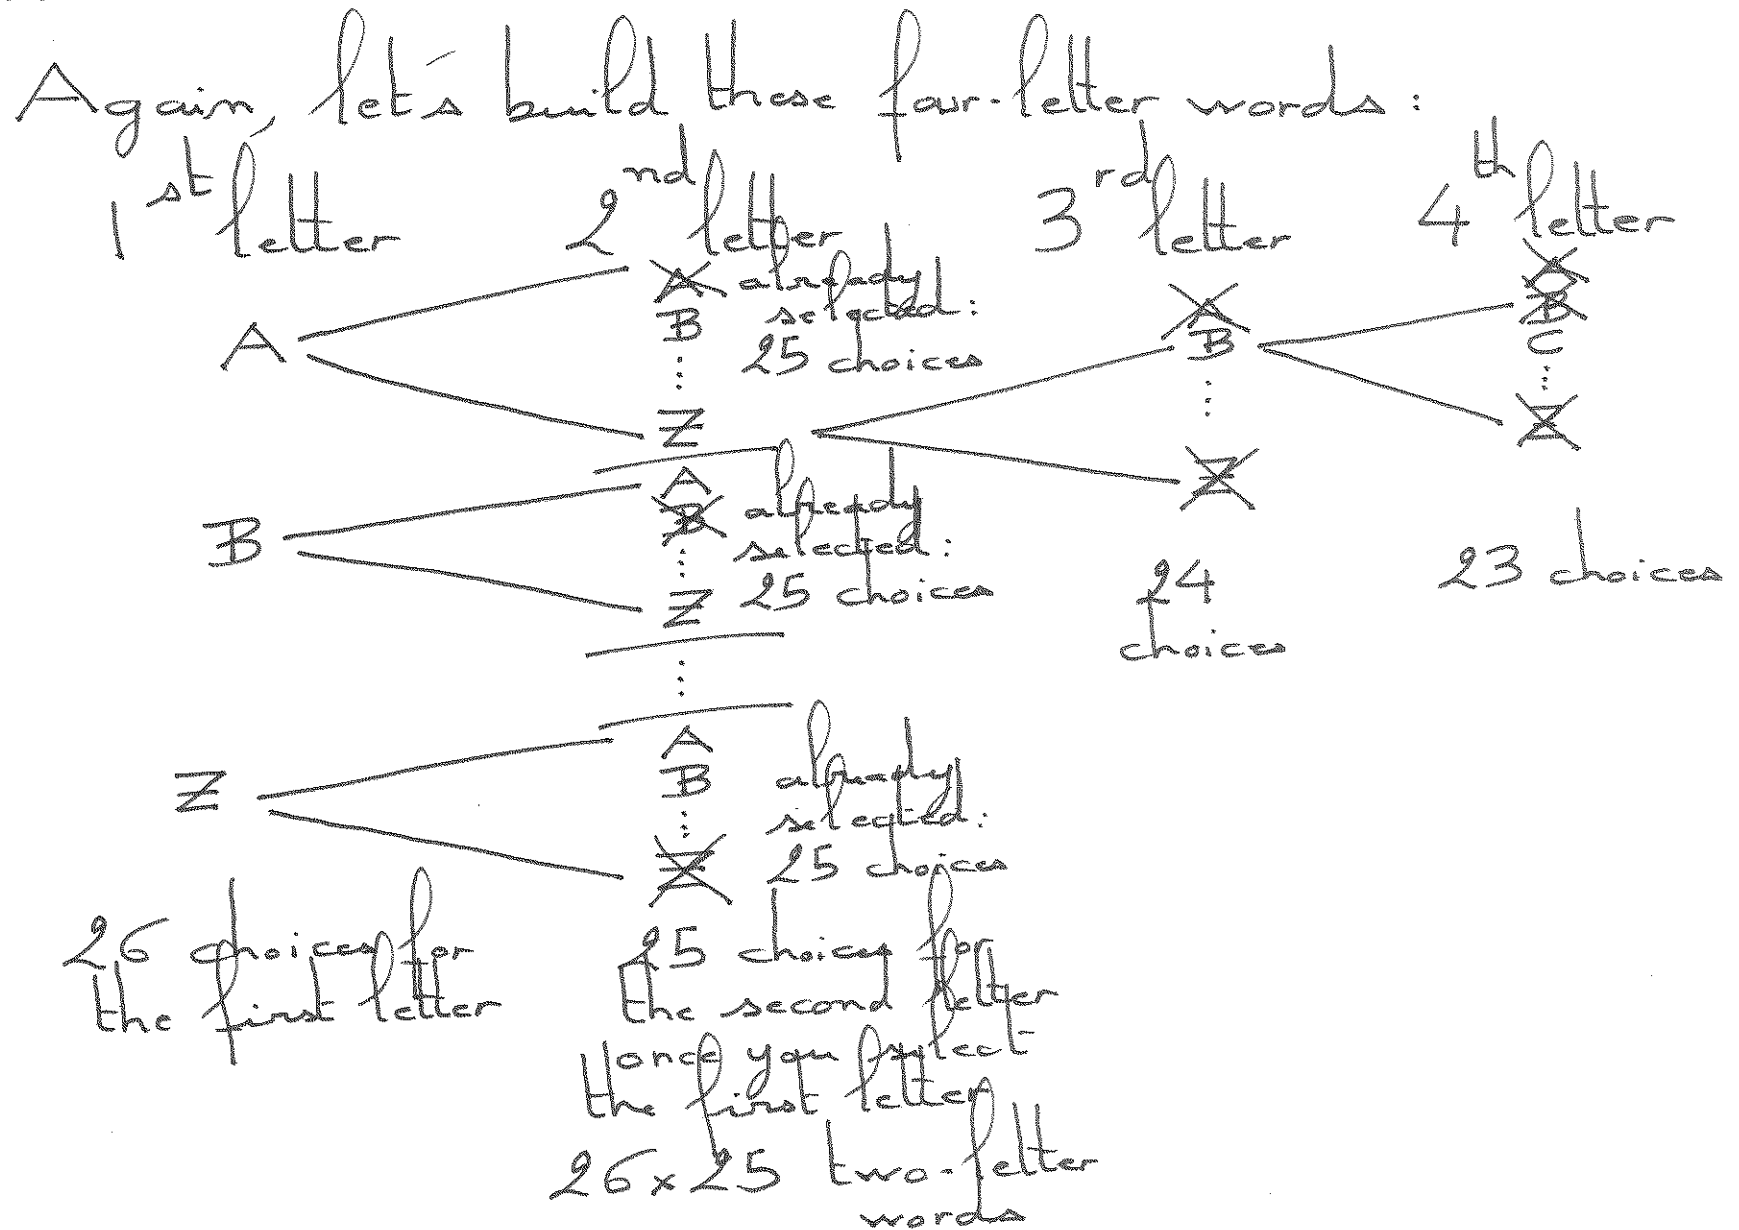 Again, let's build these four-letter words:
1st letter 2nd letter 3rd letter 4th letter
A
A already
selected:
B
25 choices
Z
A
B
Z
A
B
C
Z
B
A
B already
selected:
25 choices
Z
24
choices
23 choices
Z
A
B already
selected:
Z 25 choices
26 choices for
the first letter
25 choices for
the second letter
once you select
the first letter
26 x 25 two-letter
words